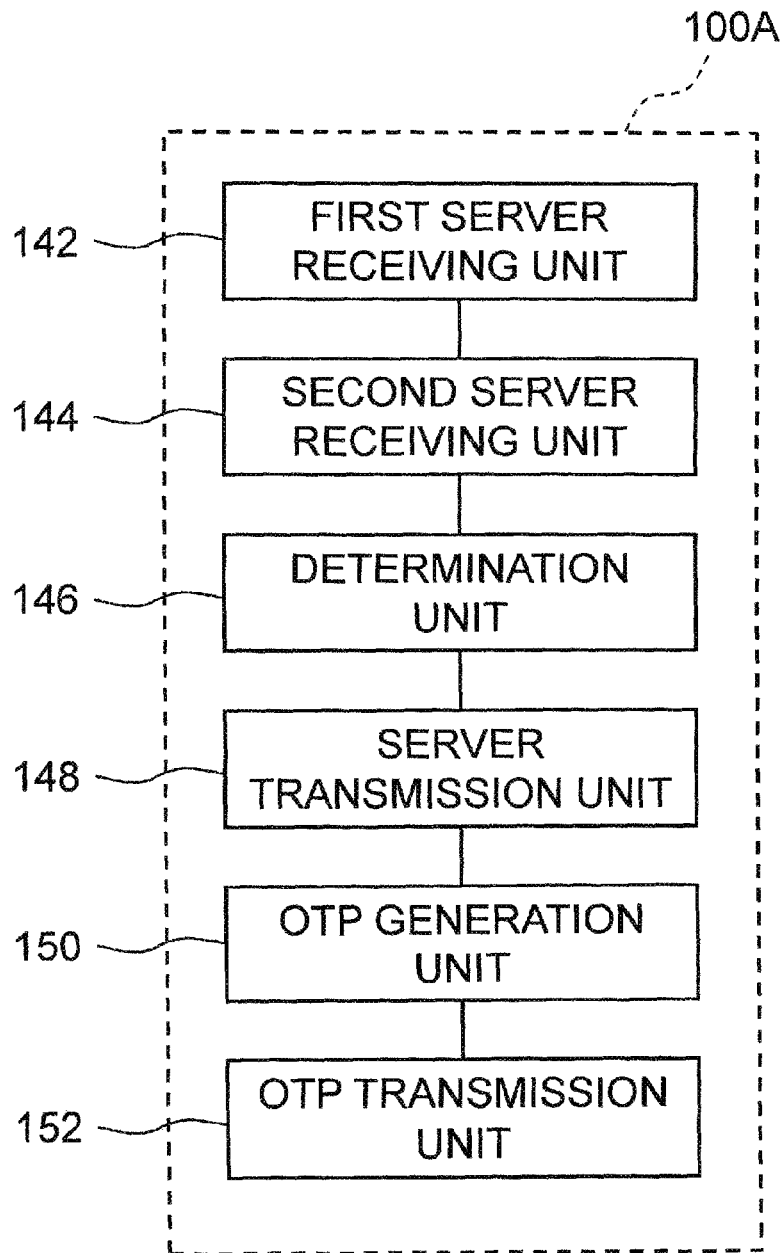 100A
142
FIRST SERVER
RECEIVING UNIT
144
SECOND SERVER
RECEIVING UNIT
146
DETERMINATION
UNIT
148
SERVER
TRANSMISSION UNIT
150
OTP GENERATION
UNIT
152
OTP TRANSMISSION
UNIT